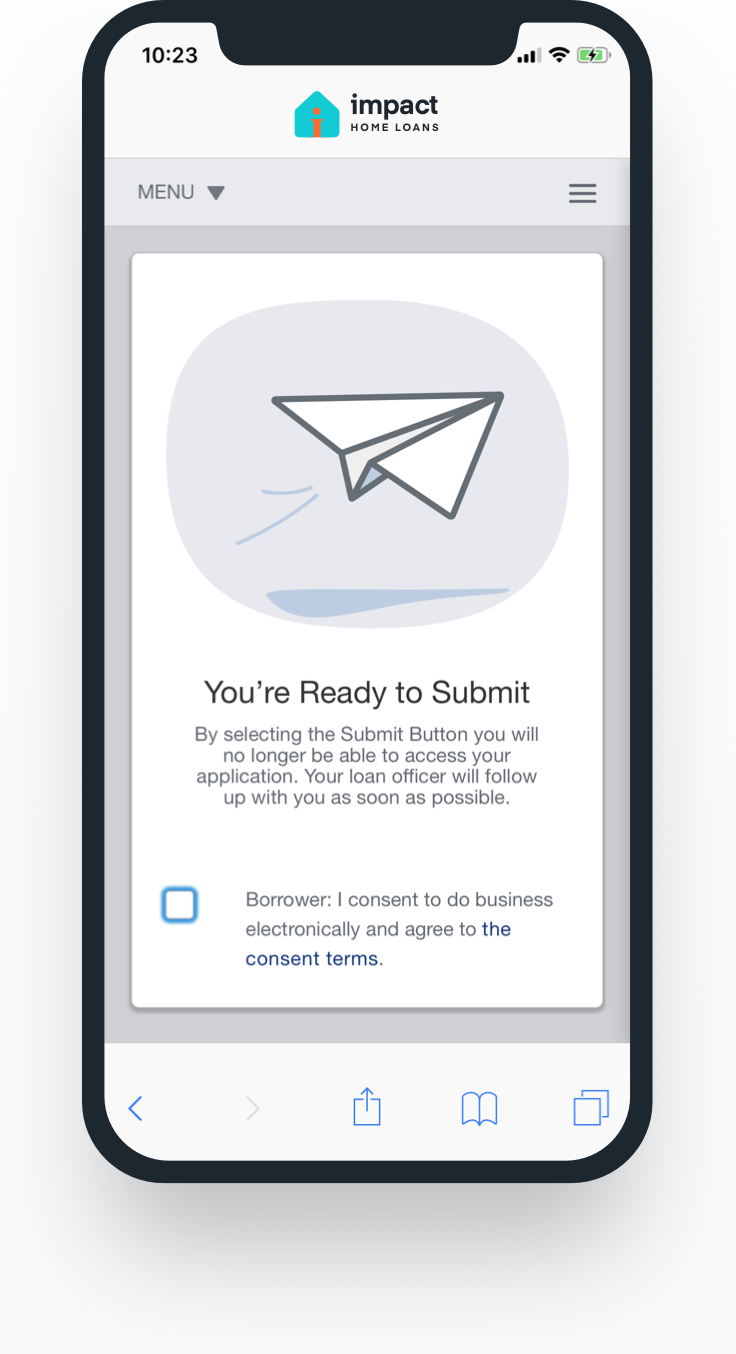 10:23
impact
HOME LOANS
MENU
You’re Ready to Submit
By selecting the Submit Button you will
no longer be able to access your
application. Your loan officer will follow
up with you as soon as possible.
Borrower: I consent to do business
electronically and agree to the
consent terms.